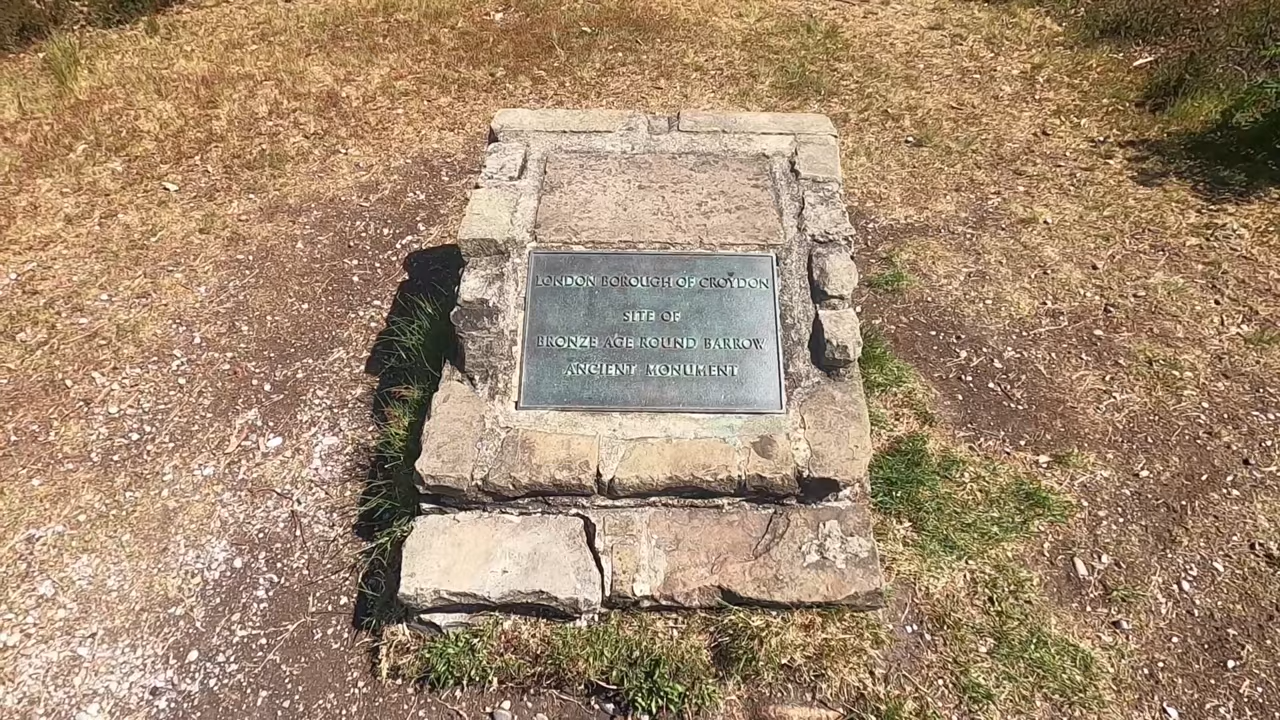 LONDON BOROUGH OF CROYDON
SITE OF
BRONZE AGE ROUND BARROW
ANCIENT MONUMENT